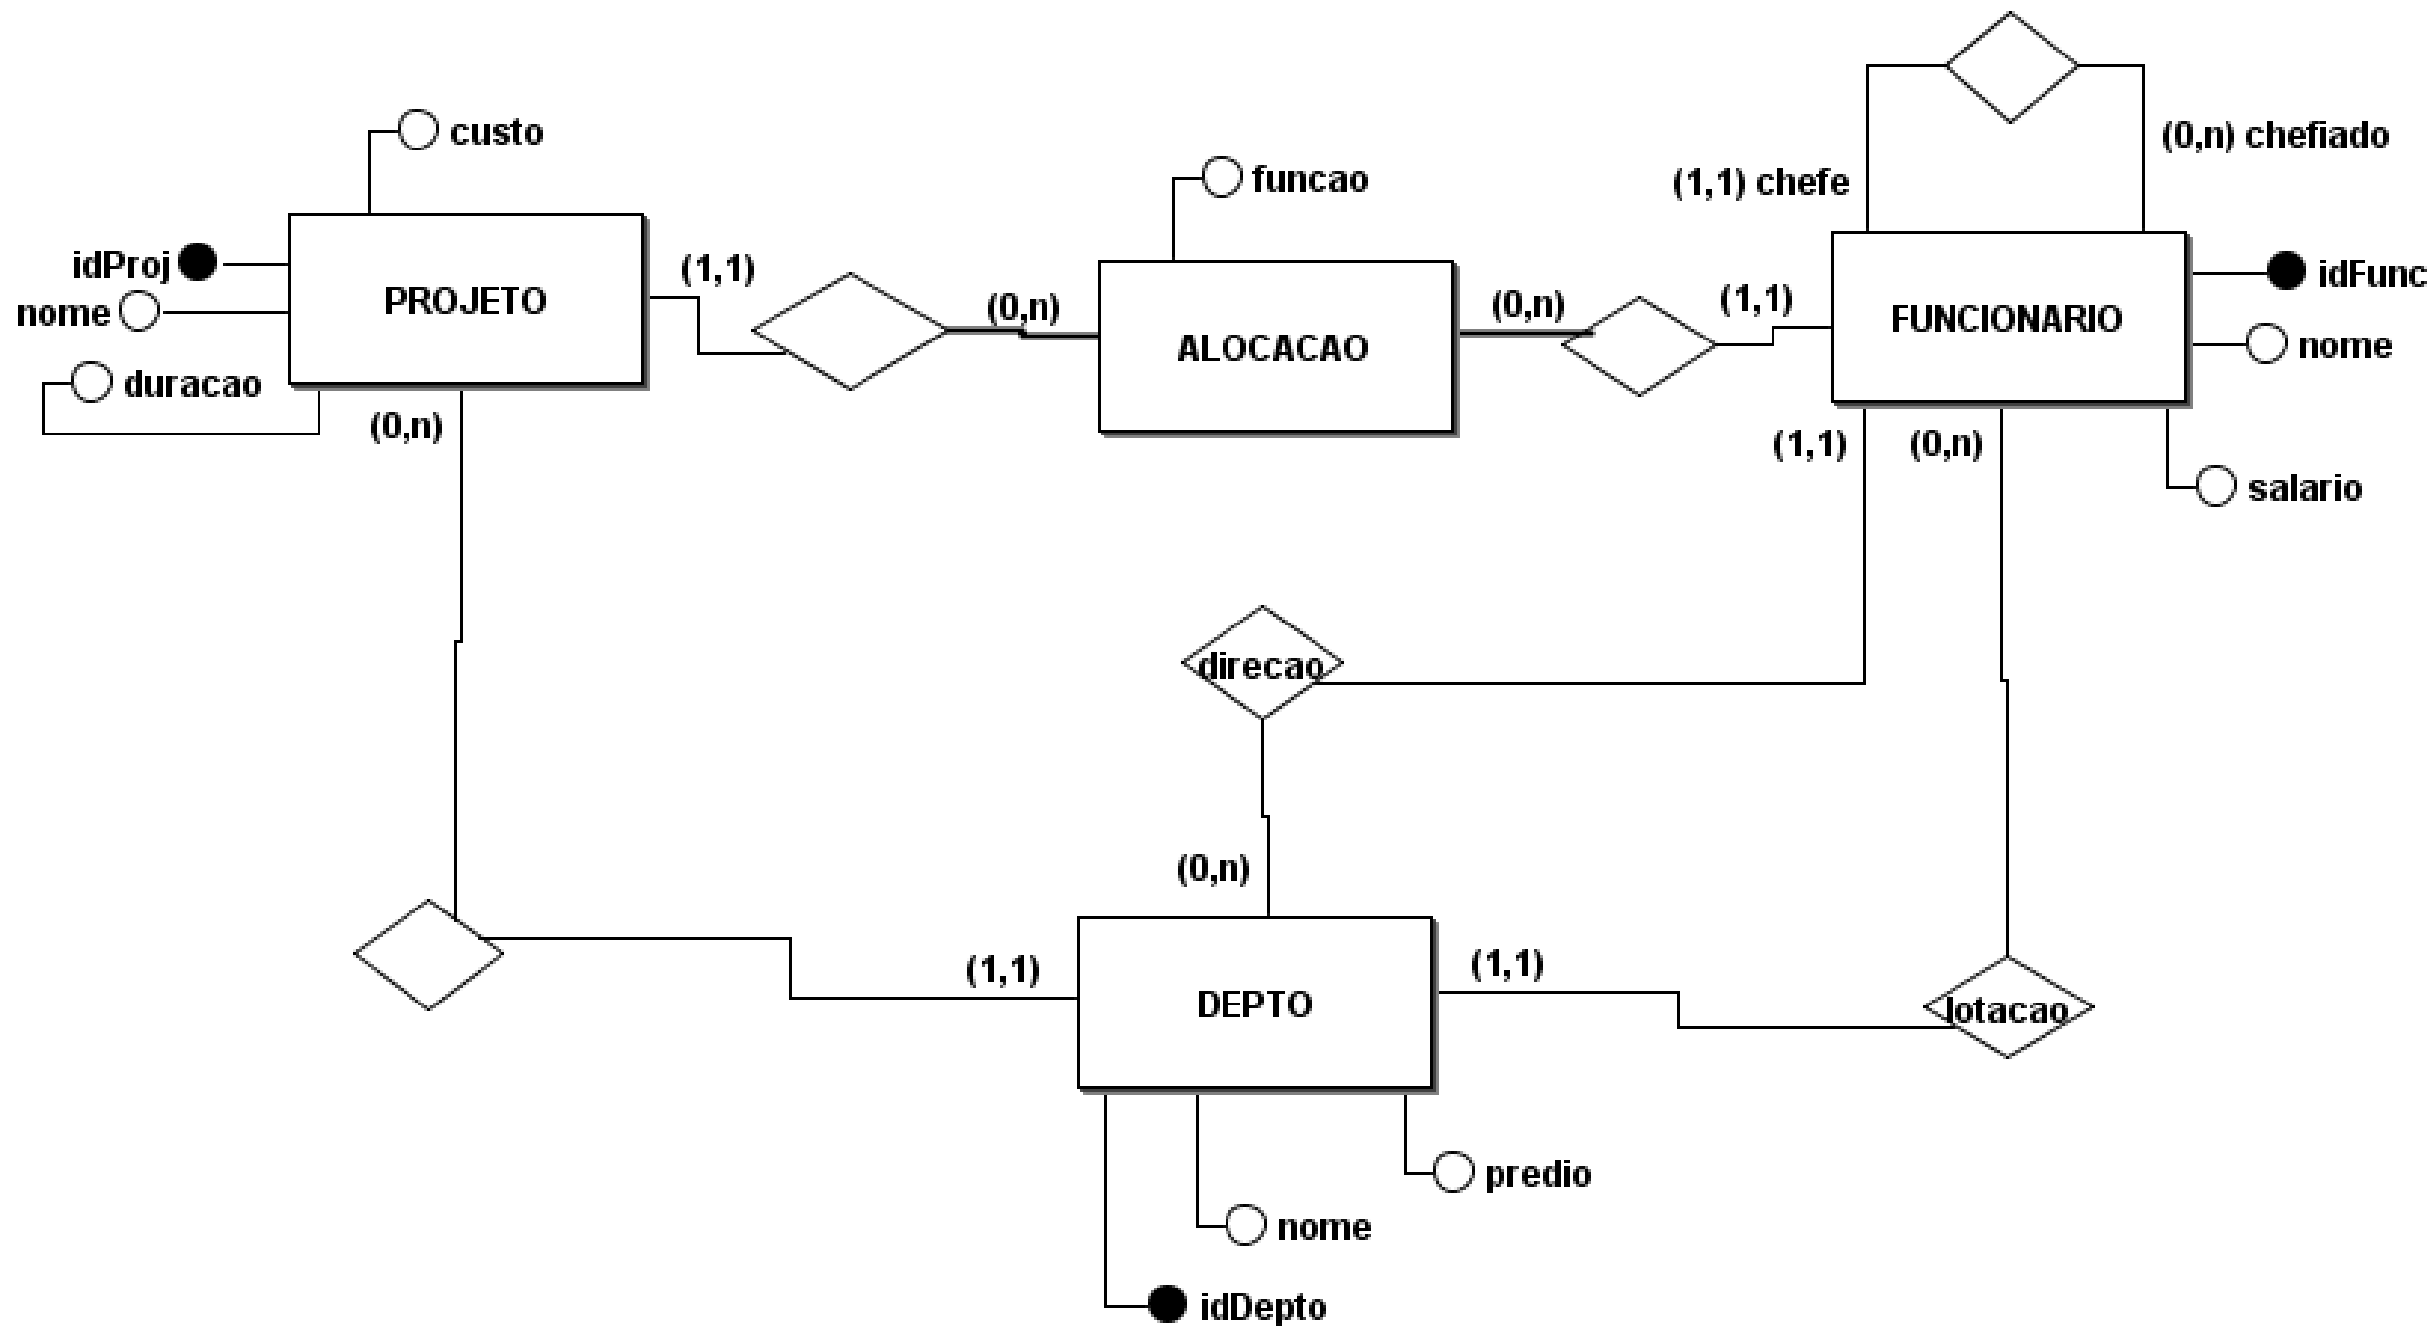 custo
(0,n) chefiado
funcao
(1,1) chefe
idProj
(1,1)
idFunc
nome
PROJETO
(0,n)
(0,n)
(1,1)
FUNCIONARIO
ALOCACAO
nome
duracao
(0,n)
(1,1)
(0,n)
salario
direcao
(0,n)
(1,1)
(1,1)
DEPTO
lotacao
predio
nome
idDepto